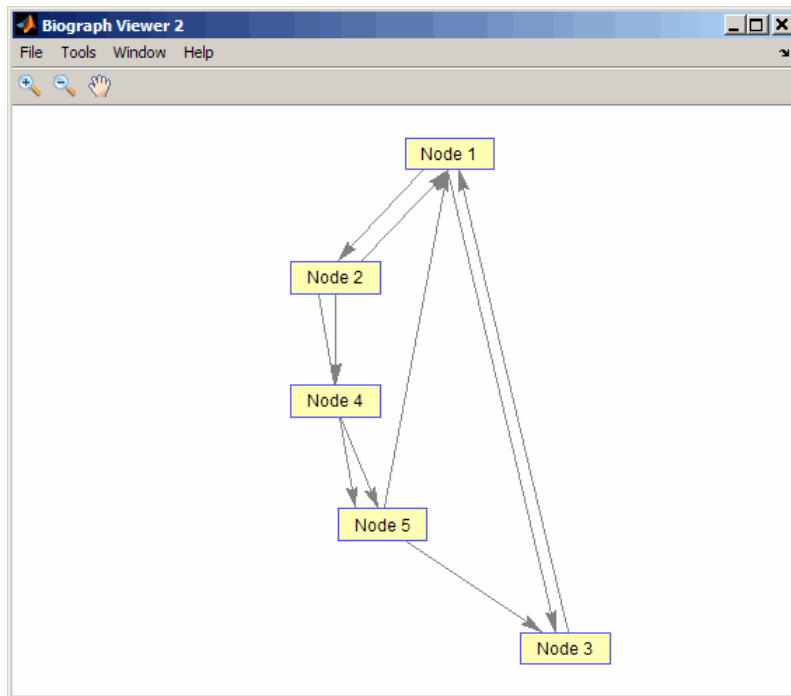 Biograph Viewer 2
File Tools Window Help
Node 1
Node 2
Node 4
Node 5
Node 3